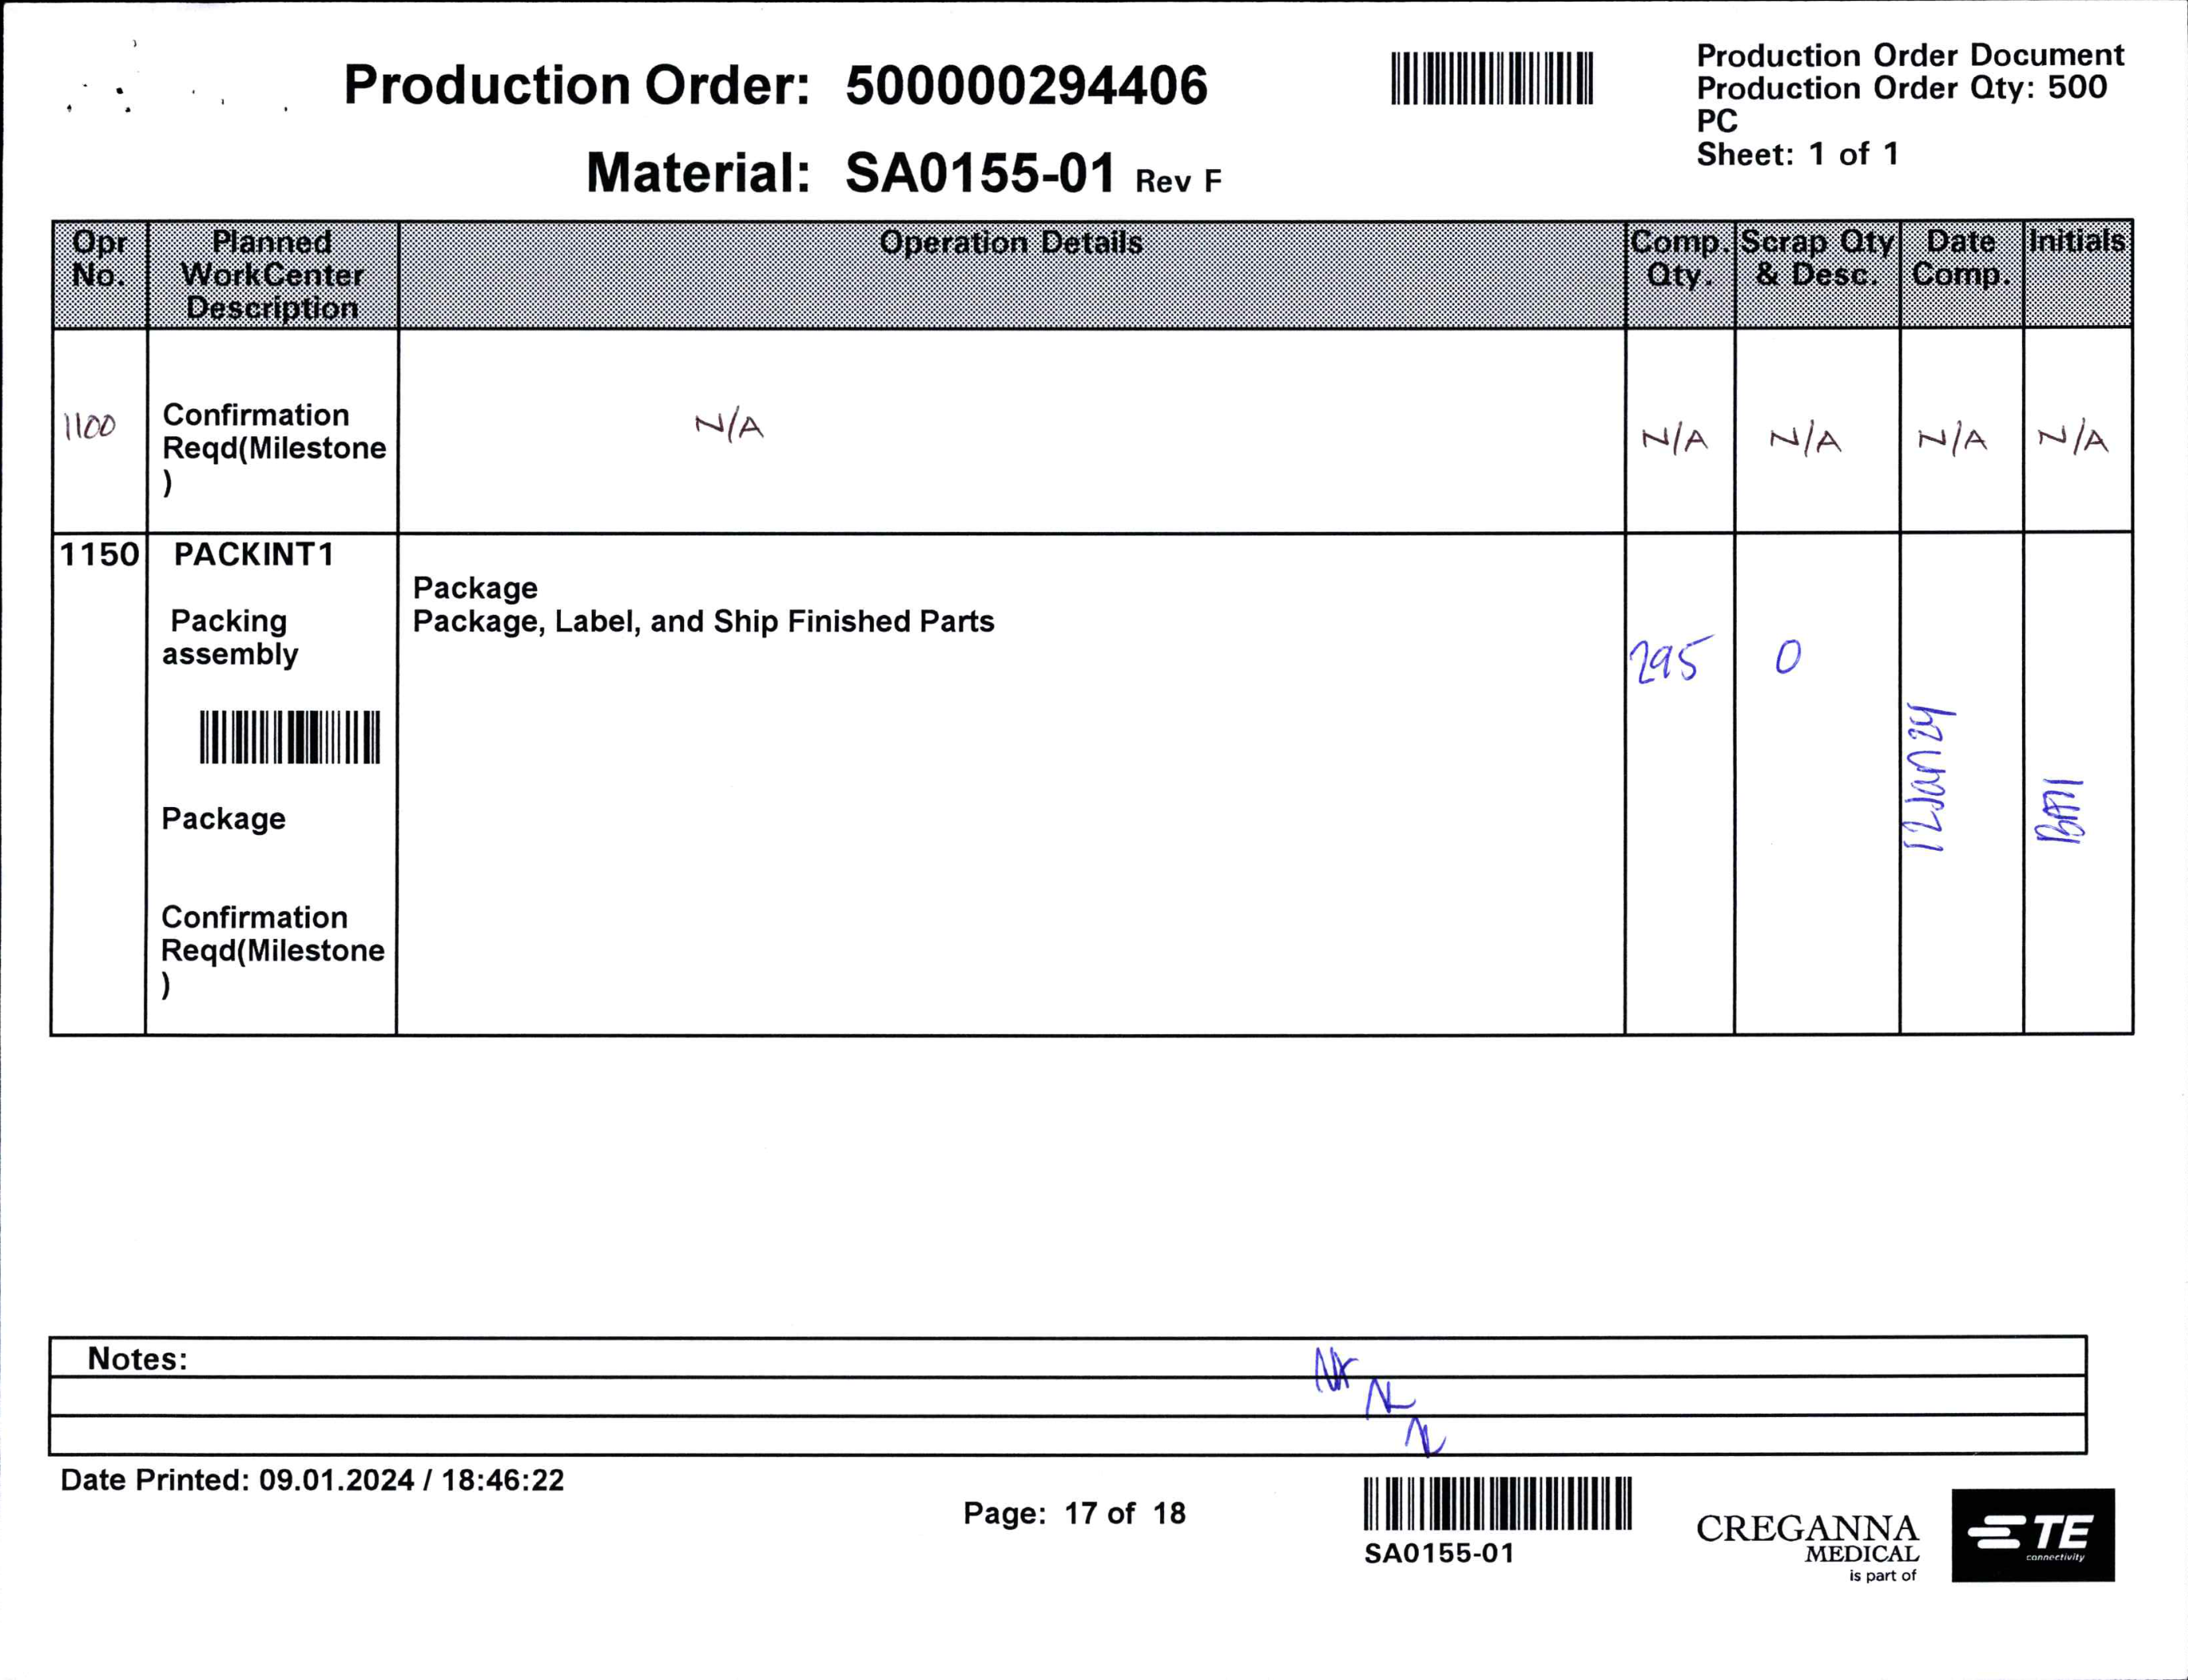 Production Order: 500000294406
Material: SA0155-01 Rev F
Production Order Document
Production Order Qty: 500
PC
Sheet: 1 of 1
Opr No. Planned WorkCenter Description Operation Details Comp. Qty. Scrap Qty & Desc. Date Comp. Initials
1100 Confirmation N/A N/A N/A N/A N/A
Reqd(Milestone
)
1150 PACKINT1
Package
Packing Package, Label, and Ship Finished Parts
assembly 295 0
12Jan24
Package
Confirmation
Reqd(Milestone
)
Notes:
Date Printed: 09.01.2024 / 18:46:22
Page: 17 of 18
SA0155-01
CREGANNA
MEDICAL
is part of
TE
connectivity